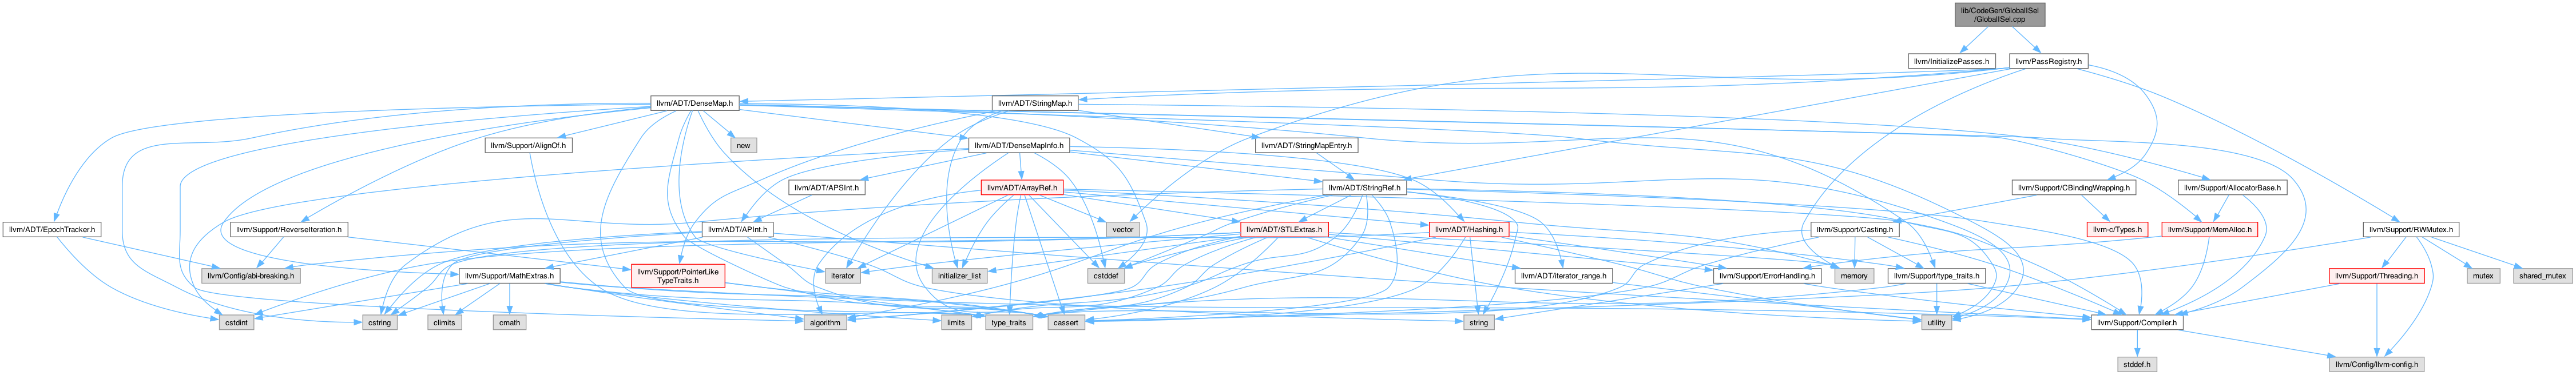 lib/CodeGen/GlobalISel
/GlobalISel.cpp
llvm/InitializePasses.h
llvm/PassRegistry.h
llvm/ADT/DenseMap.h
llvm/ADT/StringMap.h
new
llvm/Support/AlignOf.h
llvm/ADT/DenseMapInfo.h
llvm/ADT/StringMapEntry.h
llvm/ADT/APSInt.h
llvm/ADT/ArrayRef.h
llvm/ADT/StringRef.h
llvm/Support/CBindingWrapping.h
llvm/Support/AllocatorBase.h
llvm/ADT/EpochTracker.h
llvm/Support/ReverseIteration.h
llvm/ADT/APInt.h
vector
llvm/ADT/STLExtras.h
llvm/ADT/Hashing.h
llvm/Support/Casting.h
llvm-c/Types.h
llvm/Support/MemAlloc.h
llvm/Support/RWMutex.h
llvm/Config/abi-breaking.h
llvm/Support/MathExtras.h
llvm/Support/PointerLike
TypeTraits.h
iterator
initializer_list
cstddef
llvm/ADT/iterator_range.h
llvm/Support/ErrorHandling.h
memory
llvm/Support/type_traits.h
llvm/Support/Threading.h
mutex
shared_mutex
cstdint
cstring
climits
cmath
algorithm
limits
type_traits
cassert
string
utility
llvm/Support/Compiler.h
stddef.h
llvm/Config/llvm-config.h